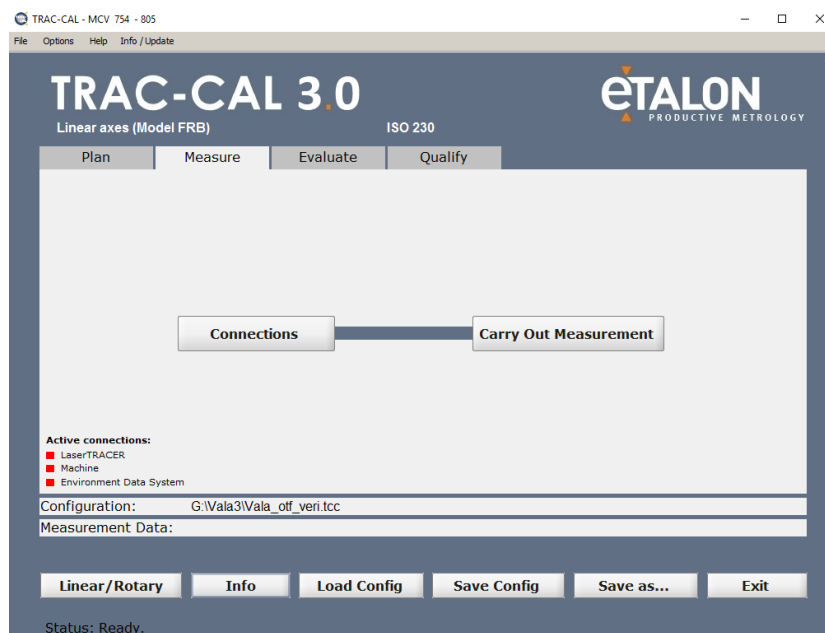 TRAC-CAL - MCV 754 - 805
File Options Help Info / Update
TRAC-CAL 3.0
eTALON
PRODUCTIVE METROLOGY
Linear axes (Model FRB) ISO 230
Plan Measure Evaluate Qualify
Connections Carry Out Measurement
Active connections:
LaserTRACER
Machine
Environment Data System
Configuration: G:\Vala3\Vala_otf_veri.tcc
Measurement Data:
Linear/Rotary Info Load Config Save Config Save as... Exit
Status: Ready.